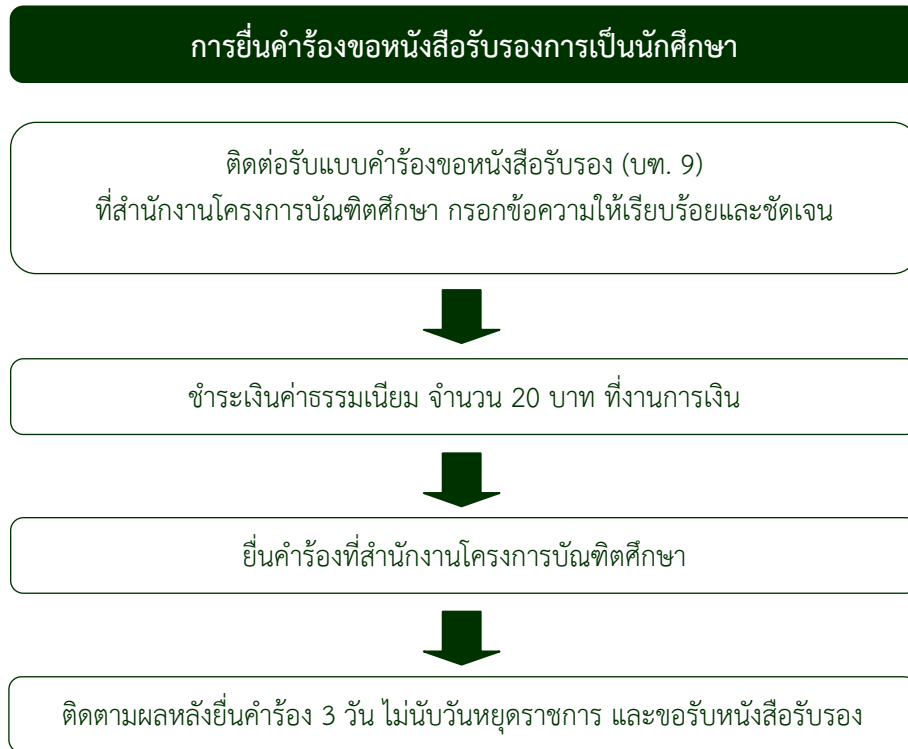 การยื่นคำร้องขอหนังสือรับรองการเป็นนักศึกษา
ติดต่อรับแบบคำร้องขอหนังสือรับรอง (บฑ. 9)
ที่สำนักงานโครงการบัณฑิตศึกษา กรอกข้อความให้เรียบร้อยและชัดเจน
ชำระเงินค่าธรรมเนียม จำนวน 20 บาท ที่งานการเงิน
ยื่นคำร้องที่สำนักงานโครงการบัณฑิตศึกษา
ติดตามผลหลังยื่นคำร้อง 3 วัน ไม่นับวันหยุดราชการ และขอรับหนังสือรับรอง